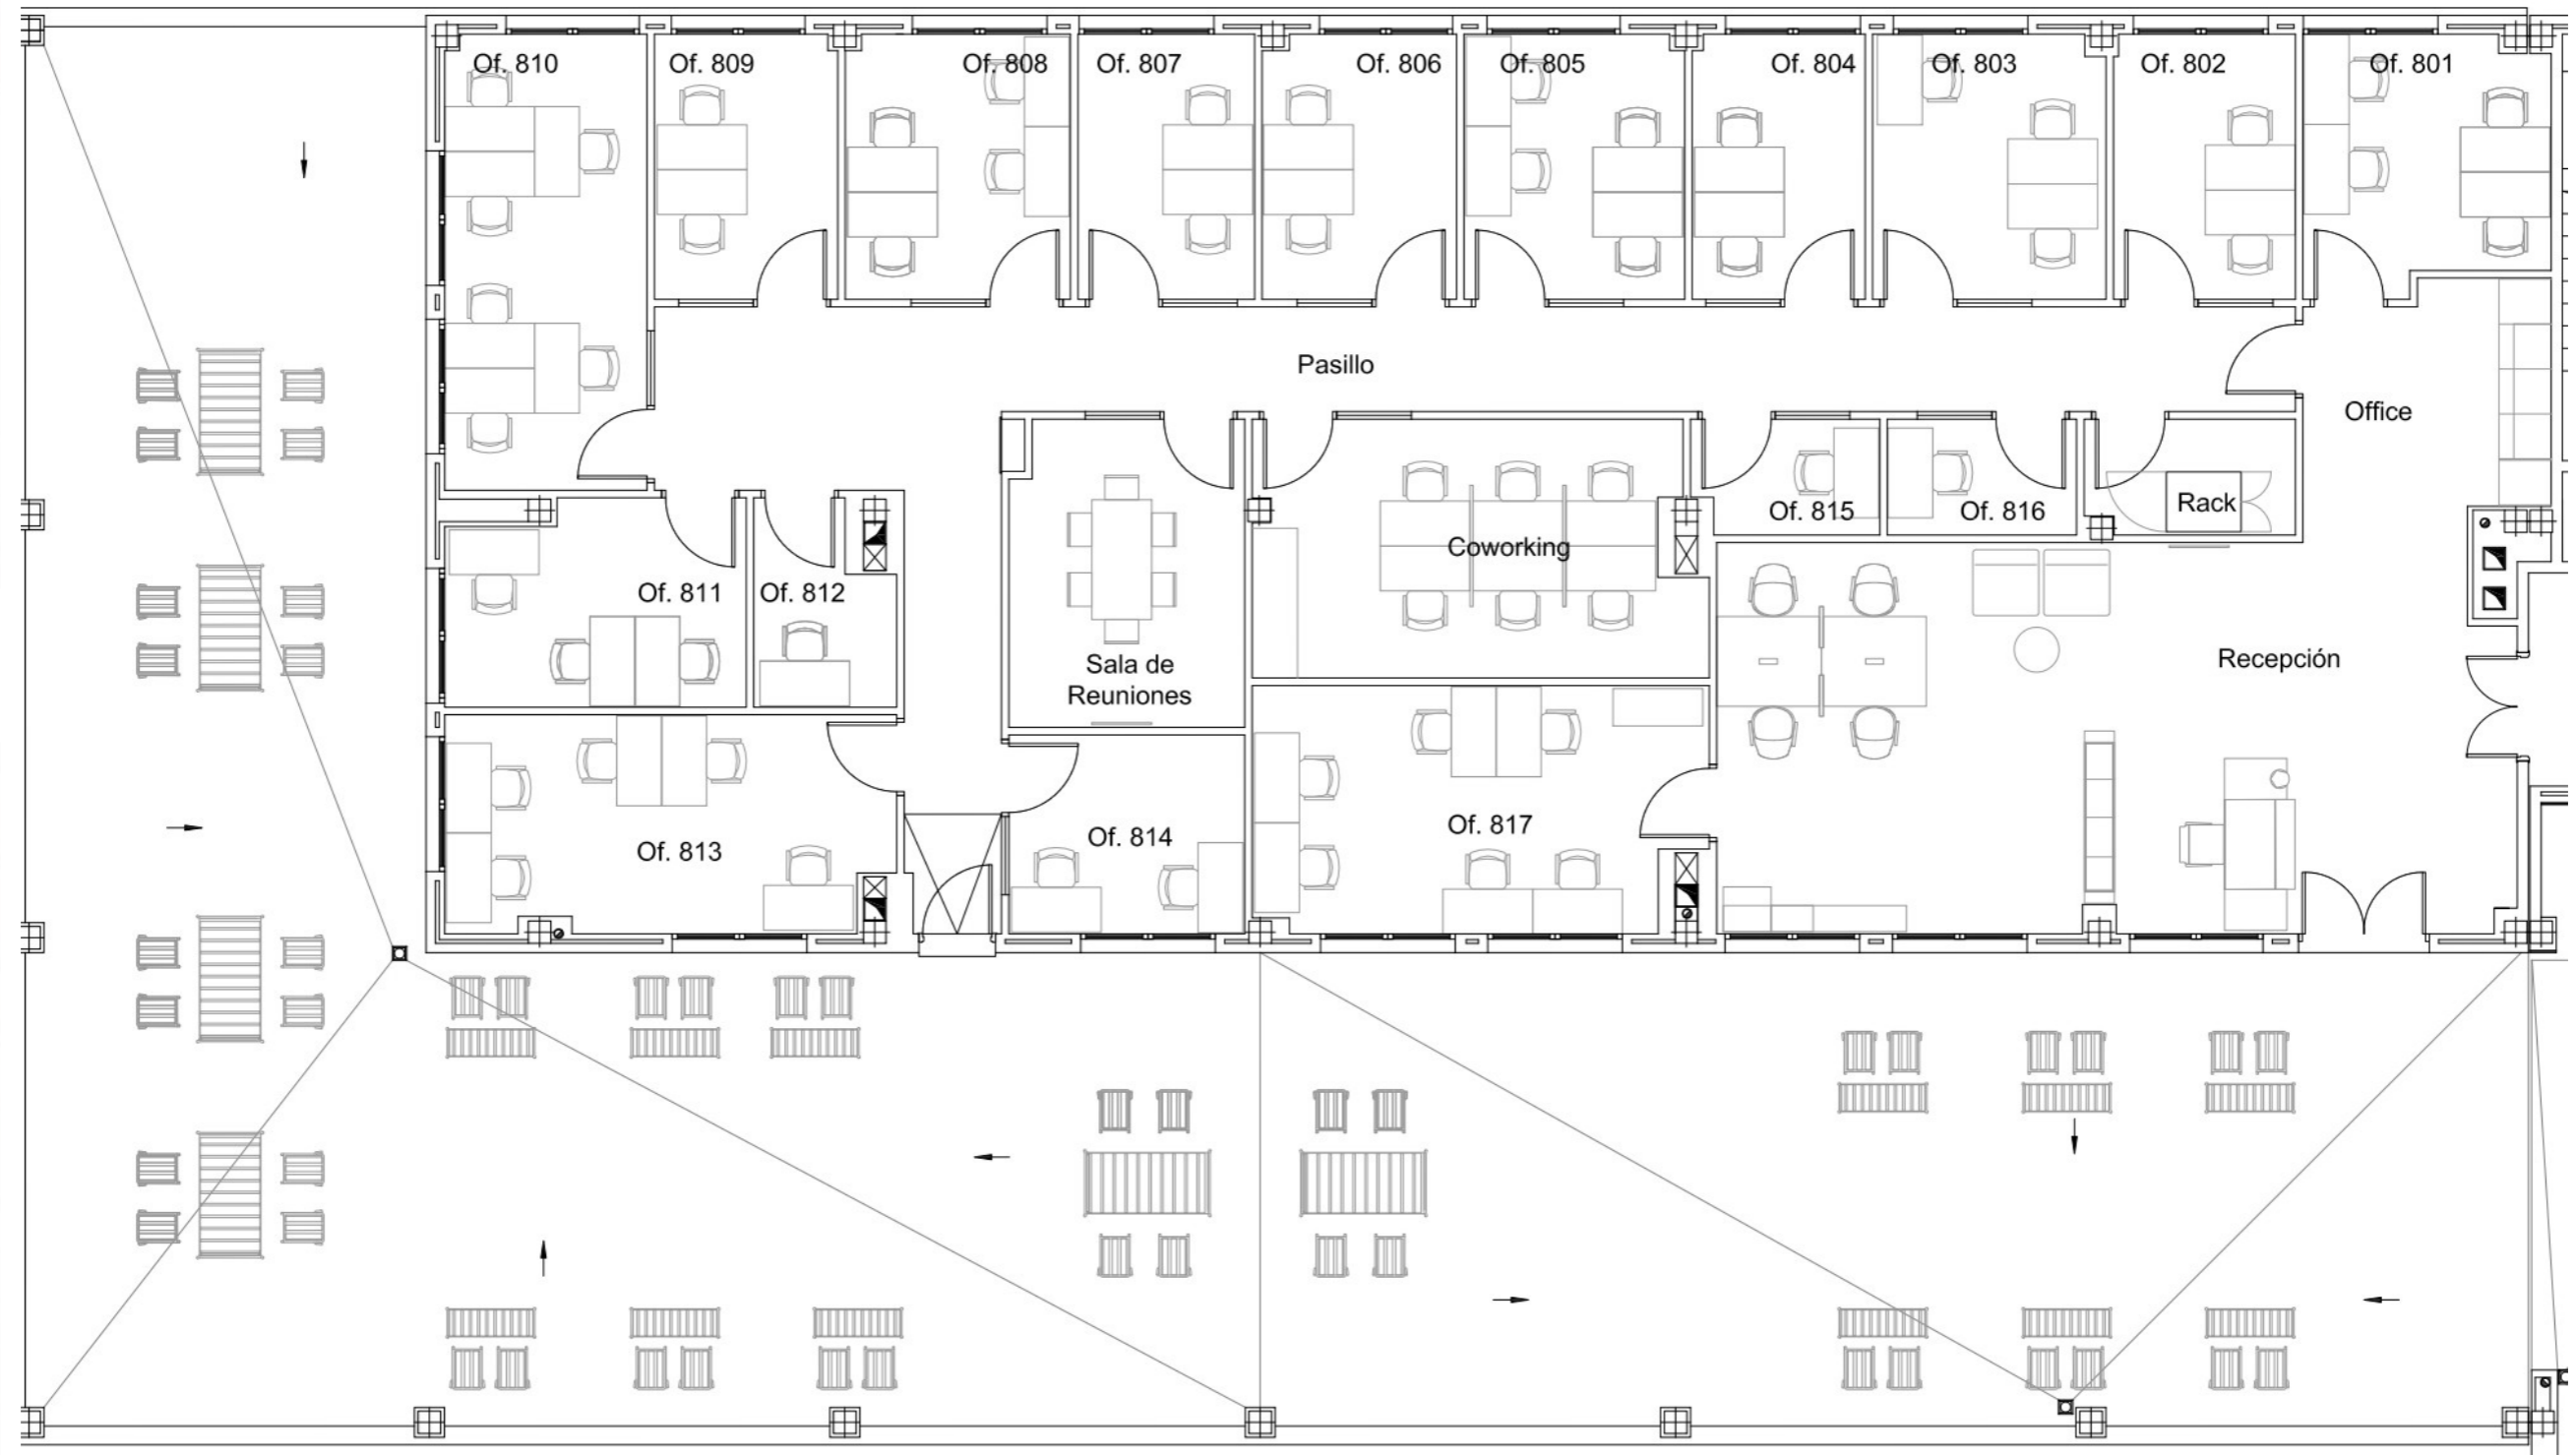 Of. 810
Of. 809
Of. 808
Of. 807
Of. 806
Of. 805
Of. 804
Of. 803
Of. 802
Of. 801
Pasillo
Office
Of. 815
Of. 816
Rack
Coworking
Of. 811
Of. 812
Sala de
Reuniones
Recepción
Of. 813
Of. 814
Of. 817